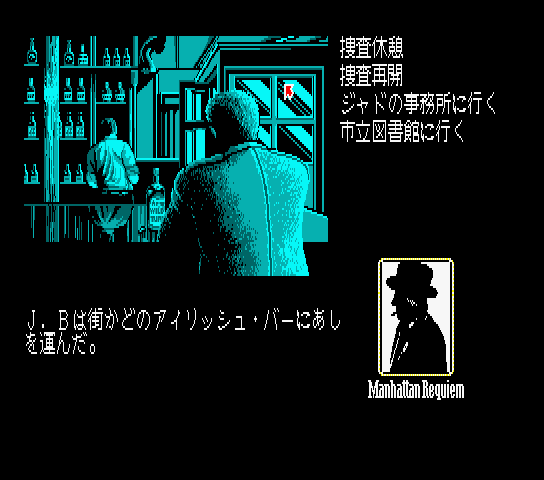 捜査休憩
捜査再開
ジャドの事務所に行く
市立図書館に行く
J．Bは街かどのアイリッシュ・バーにあし
を運んだ。
Manhattan Requiem